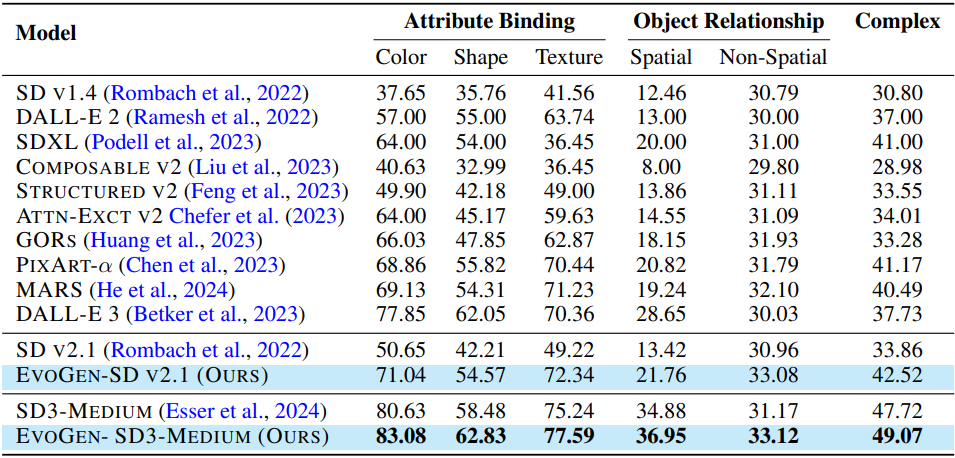 Model Attribute Binding Object Relationship Complex
Color Shape Texture Spatial Non-Spatial
SD v1.4 (Rombach et al., 2022) 37.65 35.76 41.56 12.46 30.79 30.80
DALL-E 2 (Ramesh et al., 2022) 57.00 55.00 63.74 13.00 30.00 37.00
SDXL (Podell et al., 2023) 64.00 54.00 36.45 20.00 31.00 41.00
Composable v2 (Liu et al., 2023) 40.63 32.99 36.45 8.00 29.80 28.98
Structured v2 (Feng et al., 2023) 49.90 42.18 49.00 13.86 31.11 33.55
Attn-Exct v2 Chefer et al. (2023) 64.00 45.17 59.63 14.55 31.09 34.01
GORs (Huang et al., 2023) 66.03 47.85 62.87 18.15 31.93 33.28
PixArt-α (Chen et al., 2023) 68.86 55.82 70.44 20.82 31.79 41.17
MARS (He et al., 2024) 69.13 54.31 71.23 19.24 32.10 40.49
DALL-E 3 (Betker et al., 2023) 77.85 62.05 70.36 28.65 30.03 37.73
SD v2.1 (Rombach et al., 2022) 50.65 42.21 49.22 13.42 30.96 33.86
EvoGen-SD v2.1 (Ours) 71.04 54.57 72.34 21.76 33.08 42.52
SD3-Medium (Esser et al., 2024) 80.63 58.48 75.24 34.88 31.17 47.72
EvoGen- SD3-Medium (Ours) 83.08 62.83 77.59 36.95 33.12 49.07